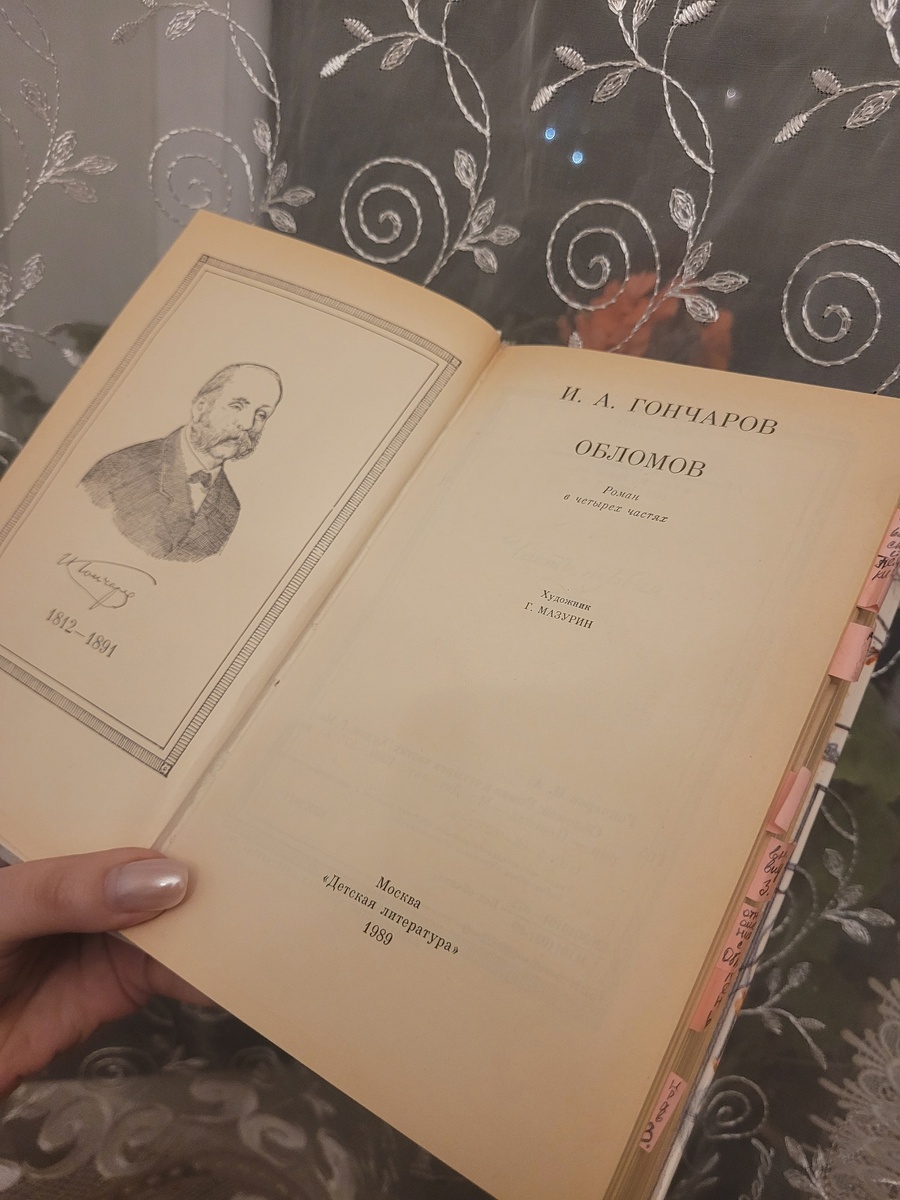 1812–1891
И. А. ГОНЧАРОВ
ОБЛОМОВ
Роман
в четырех частях
Художник
Г. МАЗУРИН
Москва
«Детская литература»
1989